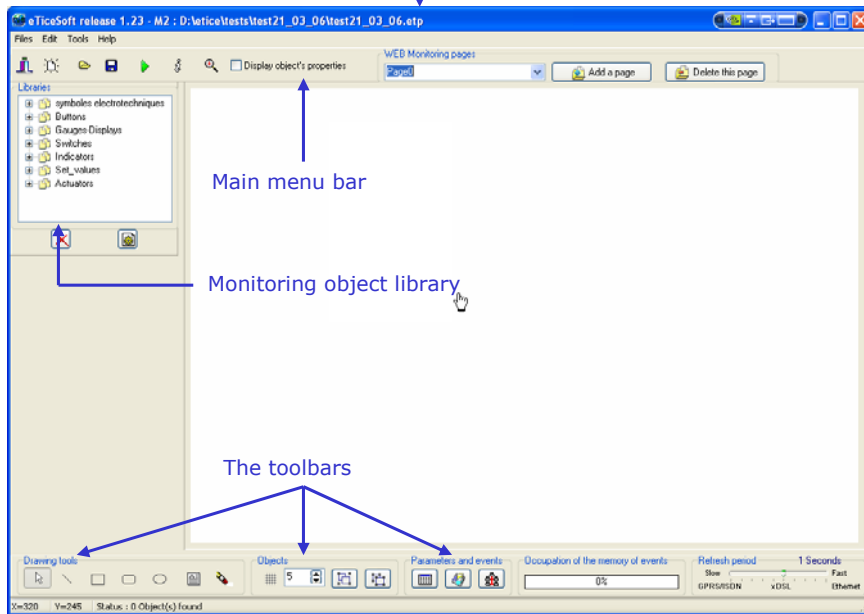 eTiceSoft release 1.23 - M2 : D:\etice\tests\test21_03_06\test21_03_06.etp
Files Edit Tools Help
WEB Monitoring pages
Display object's properties
Page0
Add a page
Delete this page
Libraries
symboles electrotechniques
Buttons
Gauges-Displays
Switches
Indicators
Set_values
Actuators
Main menu bar
Monitoring object library
The toolbars
Drawing tools
Objects
Parameters and events
Occupation of the memory of events
Refresh period
1 Seconds
5
0%
Slow
Fast
GPRS/ISDN
xDSL
Ethernet
X=320 Y=245 Status : 0 Object(s) found